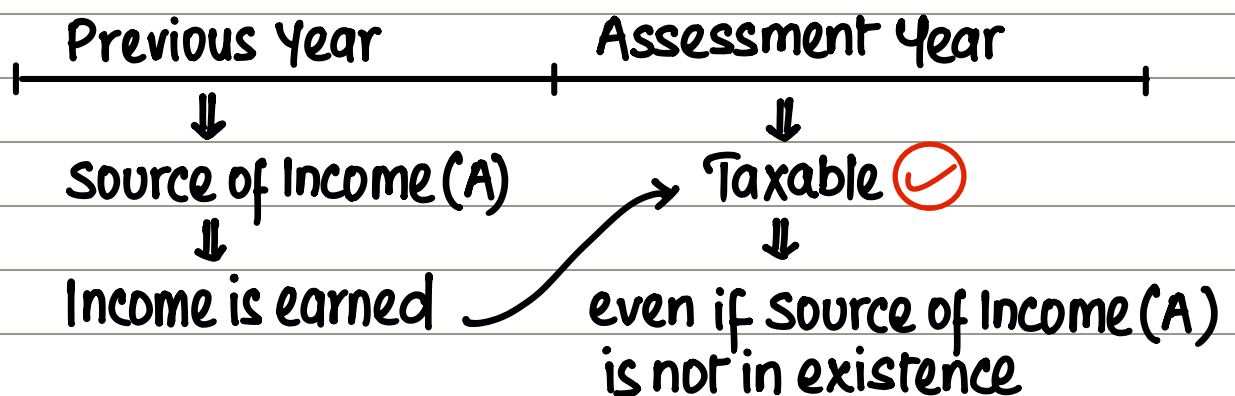 Previous Year Assessment Year
Source of Income (A) Taxable
Income is earned even if Source of Income (A)
is not in existence